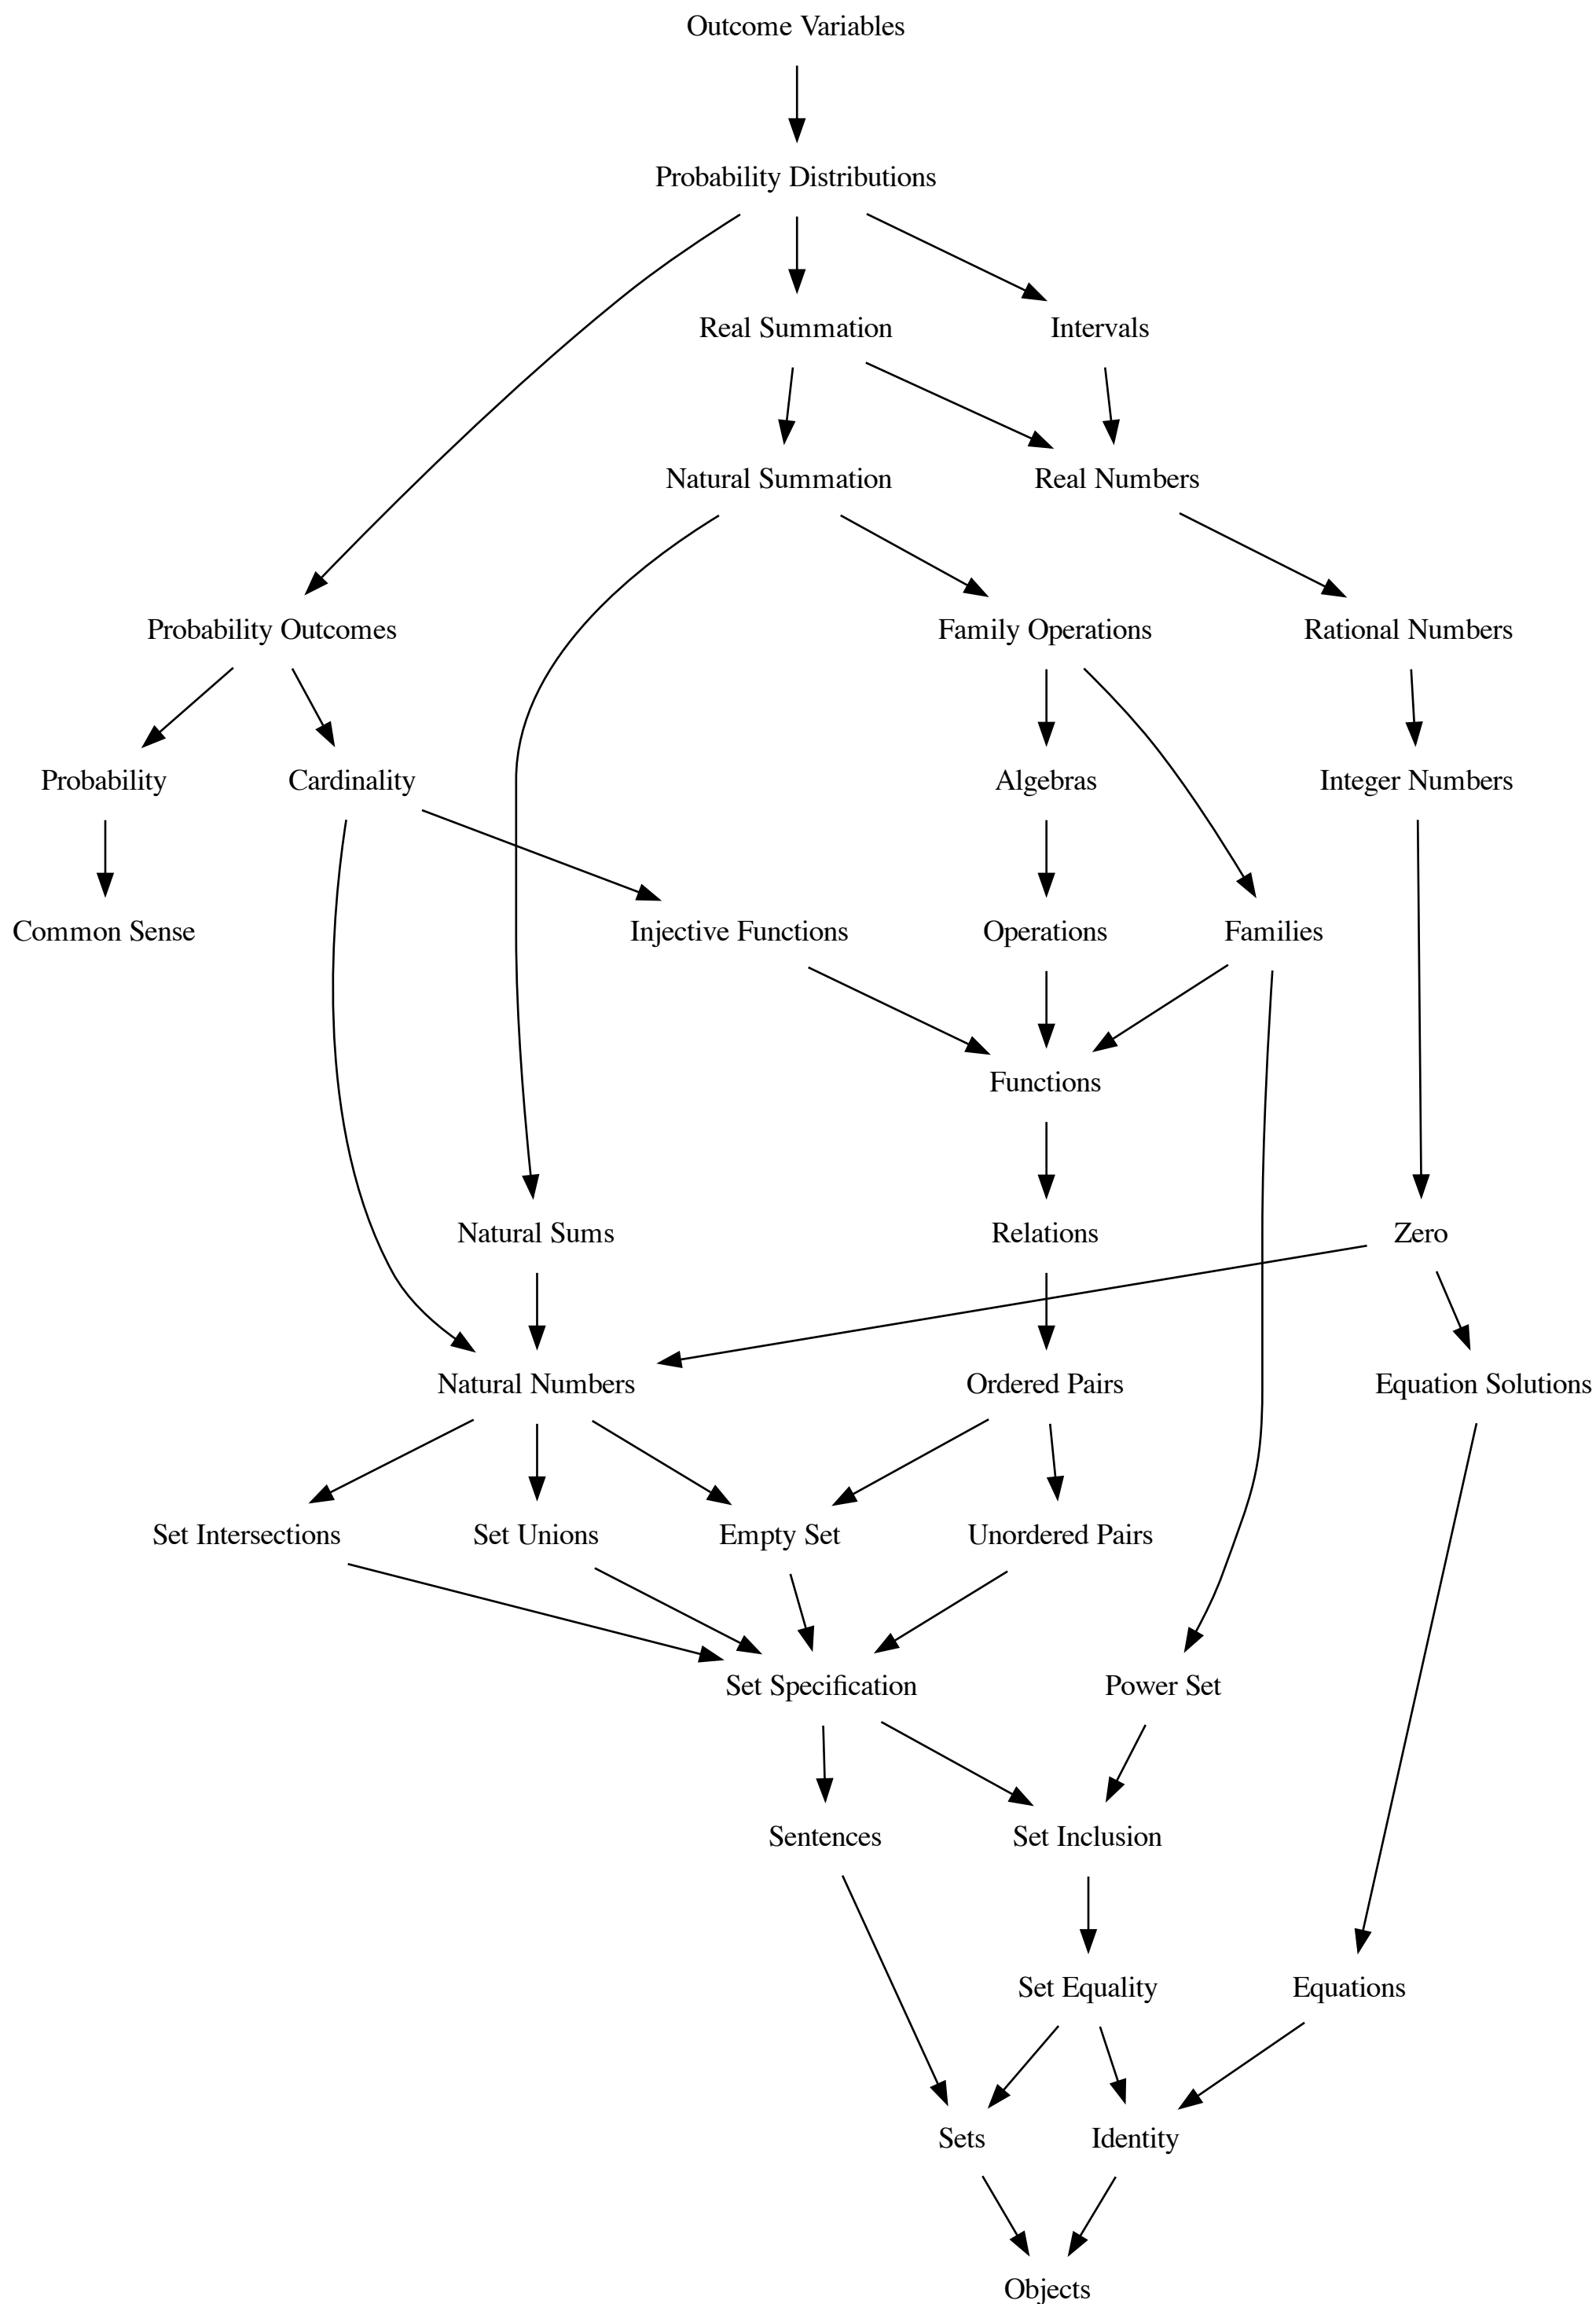 Outcome Variables
Probability Distributions
Real Summation
Intervals
Natural Summation
Real Numbers
Probability Outcomes
Family Operations
Rational Numbers
Probability
Cardinality
Algebras
Integer Numbers
Common Sense
Injective Functions
Operations
Families
Functions
Natural Sums
Relations
Zero
Natural Numbers
Ordered Pairs
Equation Solutions
Set Intersections
Set Unions
Empty Set
Unordered Pairs
Set Specification
Power Set
Sentences
Set Inclusion
Set Equality
Equations
Sets
Identity
Objects